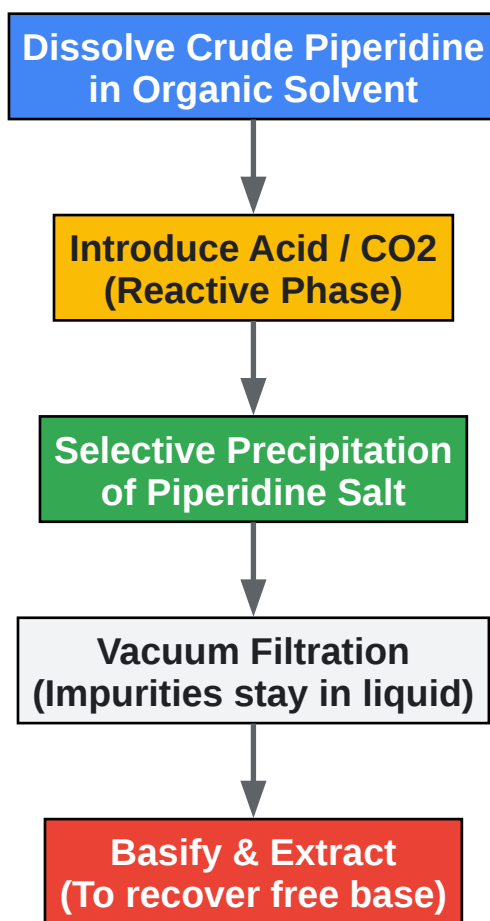 Dissolve Crude Piperidine
in Organic Solvent
Introduce Acid / CO2
(Reactive Phase)
Selective Precipitation
of Piperidine Salt
Vacuum Filtration
(Impurities stay in liquid)
Basify & Extract
(To recover free base)